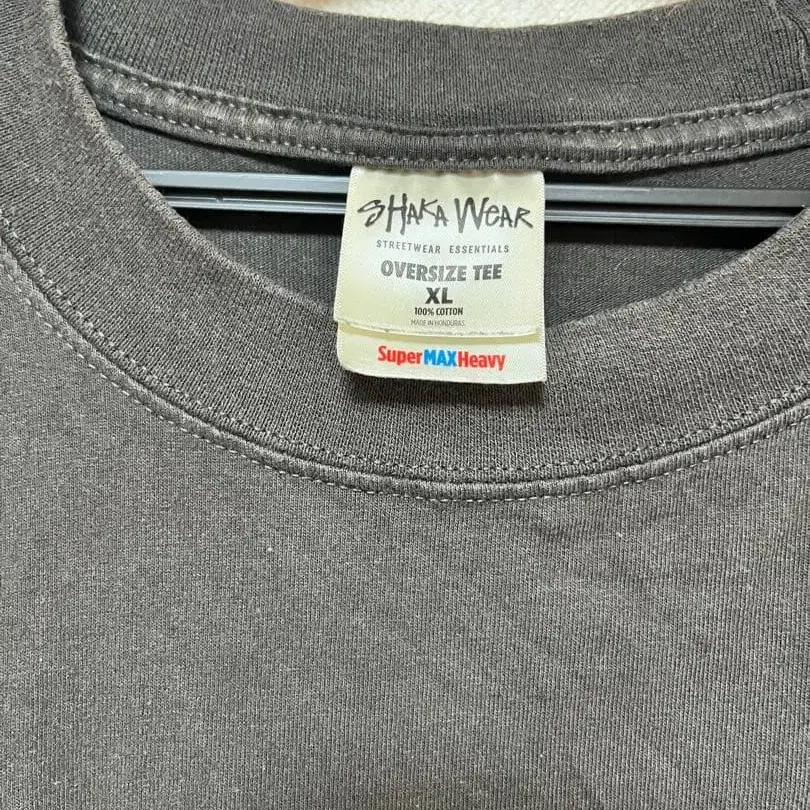 SHAKA WEAR
STREETWEAR ESSENTIALS
OVERSIZE TEE
XL
100% COTTON
MADE IN HONDURAS
SuperMAXHeavy